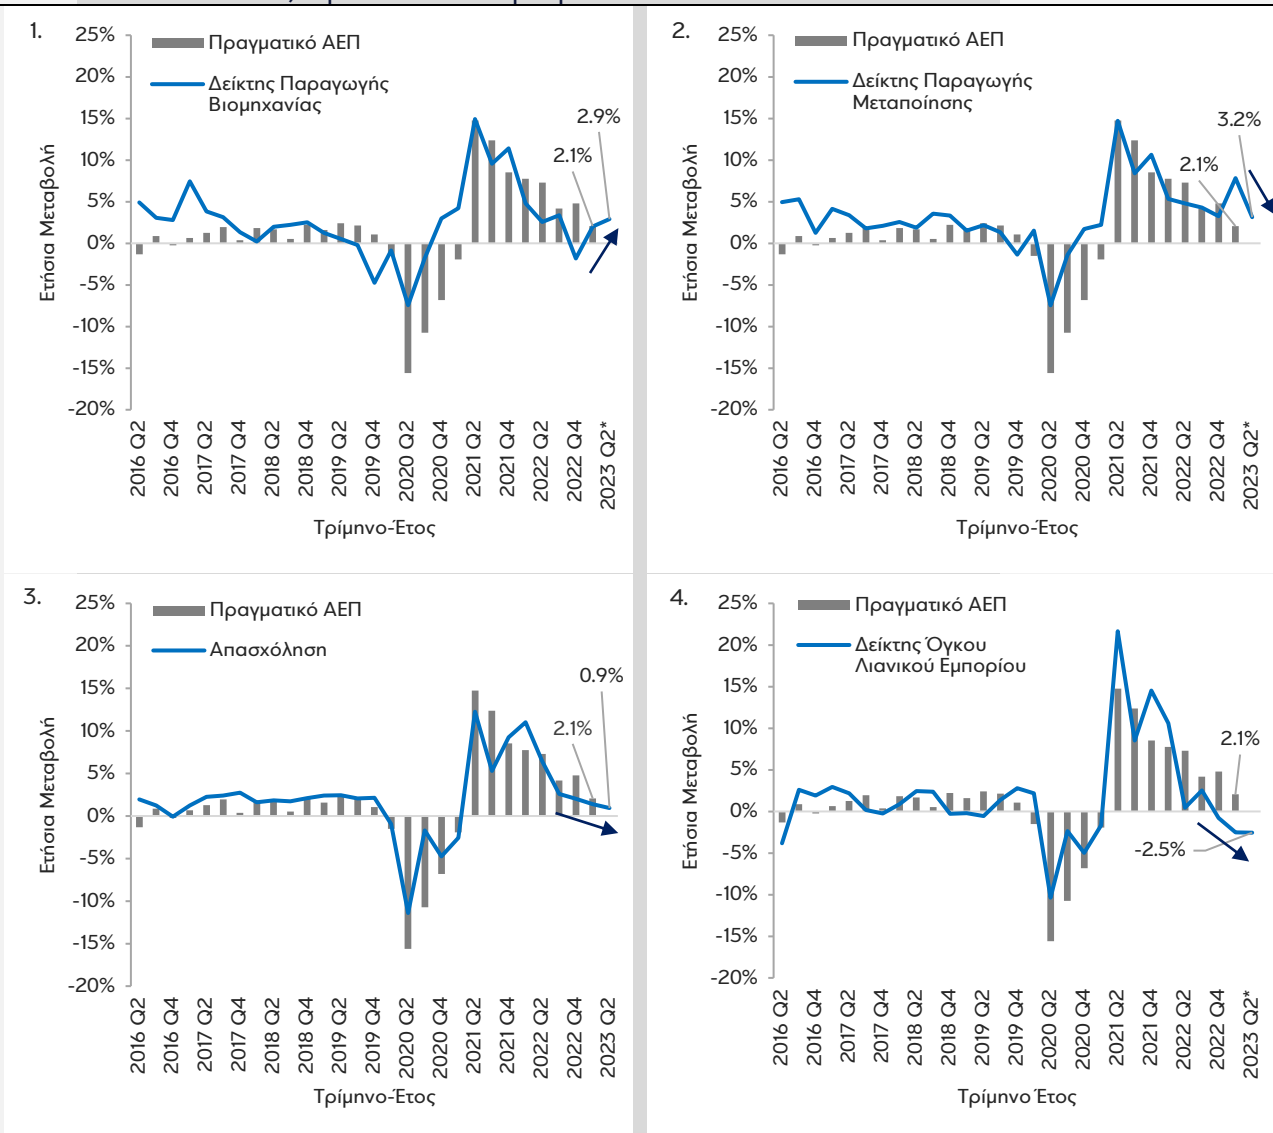 1.
25%
20%
15%
10%
5%
0%
-5%
-10%
-15%
-20%
Ετήσια Μεταβολή
Πραγματικό ΑΕΠ
Δείκτης Παραγωγής
Βιομηχανίας
2.9%
2.1%
2016 Q2
2016 Q4
2017 Q2
2017 Q4
2018 Q2
2018 Q4
2019 Q2
2019 Q4
2020 Q2
2020 Q4
2021 Q2
2021 Q4
2022 Q2
2022 Q4
2023 Q2*
Τρίμηνο-Έτος
2.
25%
20%
15%
10%
5%
0%
-5%
-10%
-15%
-20%
Ετήσια Μεταβολή
Πραγματικό ΑΕΠ
Δείκτης Παραγωγής
Μεταποίησης
3.2%
2.1%
2016 Q2
2016 Q4
2017 Q2
2017 Q4
2018 Q2
2018 Q4
2019 Q2
2019 Q4
2020 Q2
2020 Q4
2021 Q2
2021 Q4
2022 Q2
2022 Q4
2023 Q2*
Τρίμηνο-Έτος
3.
25%
20%
15%
10%
5%
0%
-5%
-10%
-15%
-20%
Ετήσια Μεταβολή
Πραγματικό ΑΕΠ
Απασχόληση
0.9%
2.1%
2016 Q2
2016 Q4
2017 Q2
2017 Q4
2018 Q2
2018 Q4
2019 Q2
2019 Q4
2020 Q2
2020 Q4
2021 Q2
2021 Q4
2022 Q2
2022 Q4
2023 Q2
Τρίμηνο-Έτος
4.
25%
20%
15%
10%
5%
0%
-5%
-10%
-15%
-20%
Ετήσια Μεταβολή
Πραγματικό ΑΕΠ
Δείκτης Όγκου
Λιανικού Εμπορίου
2.1%
-2.5%
2016 Q2
2016 Q4
2017 Q2
2017 Q4
2018 Q2
2018 Q4
2019 Q2
2019 Q4
2020 Q2
2020 Q4
2021 Q2
2021 Q4
2022 Q2
2022 Q4
2023 Q2*
Τρίμηνο Έτος